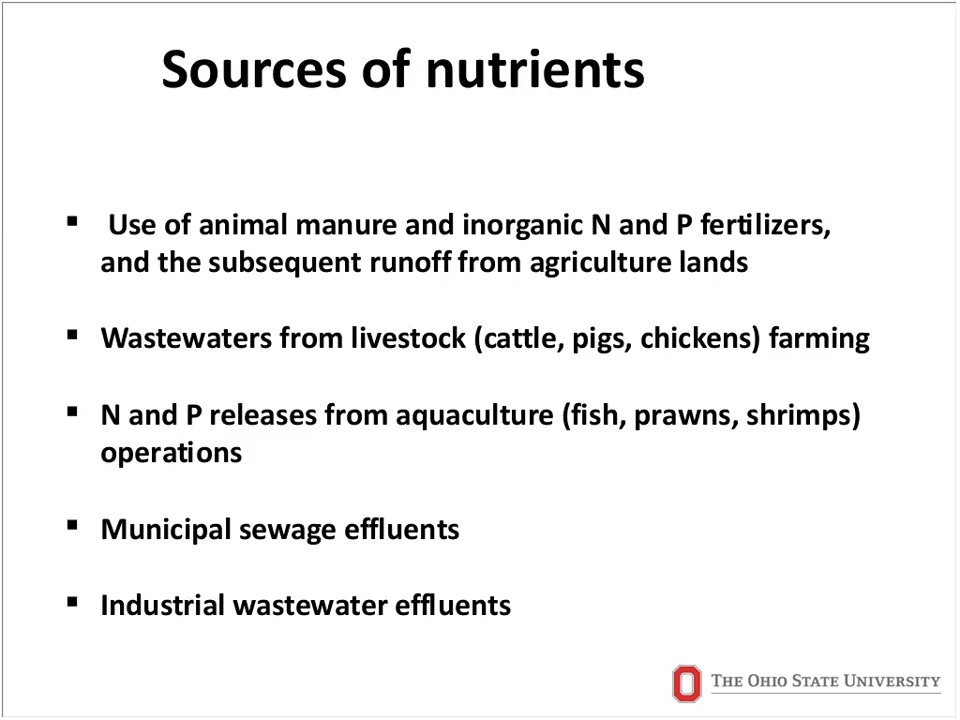 Sources of nutrients
▪ Use of animal manure and inorganic N and P fertilizers,
and the subsequent runoff from agriculture lands
▪ Wastewaters from livestock (cattle, pigs, chickens) farming
▪ N and P releases from aquaculture (fish, prawns, shrimps)
operations
▪ Municipal sewage effluents
▪ Industrial wastewater effluents
THE OHIO STATE UNIVERSITY